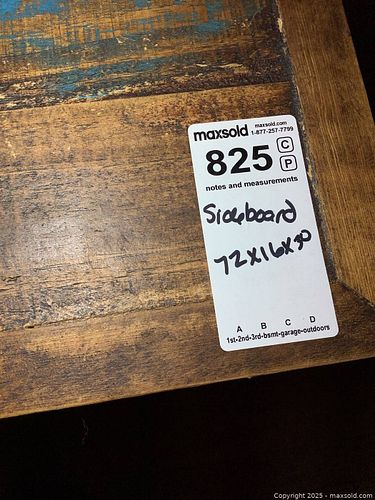 maxsold maxsold.com
1-877-257-7799
825 C
P
notes and measurements
Sideboard
72x16x30
A B C D
1st-2nd-3rd-bsmt-garage-outdoors
Copyright 2025 - maxsold.com